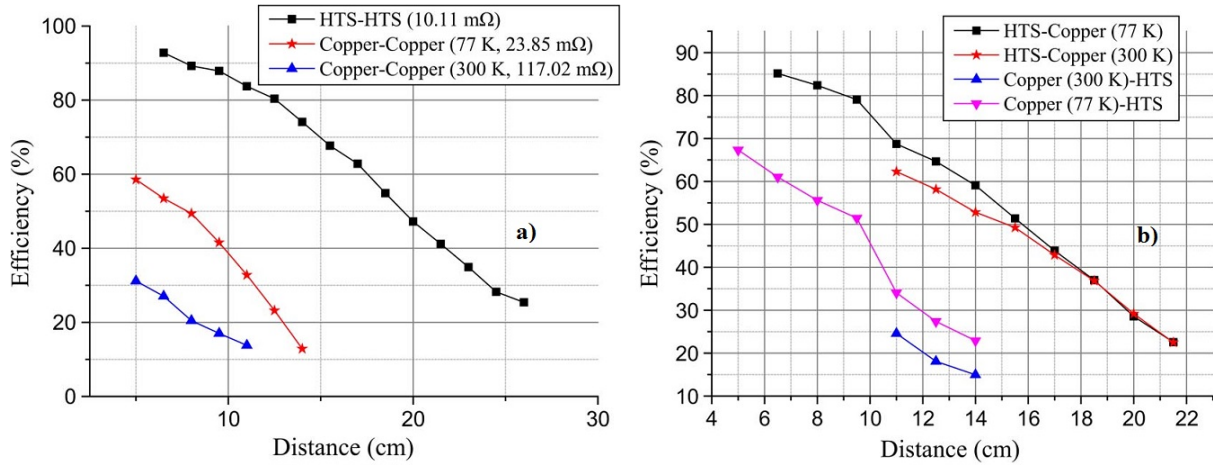 HTS-HTS (10.11 mΩ)
Copper-Copper (77 K, 23.85 mΩ)
Copper-Copper (300 K, 117.02 mΩ)
100
80
60
40
20
0
Efficiency (%)
a)
10
20
30
Distance (cm)
HTS-Copper (77 K)
HTS-Copper (300 K)
Copper (300 K)-HTS
Copper (77 K)-HTS
90
80
70
60
50
40
30
20
10
Efficiency (%)
b)
4
6
8
10
12
14
16
18
20
22
Distance (cm)